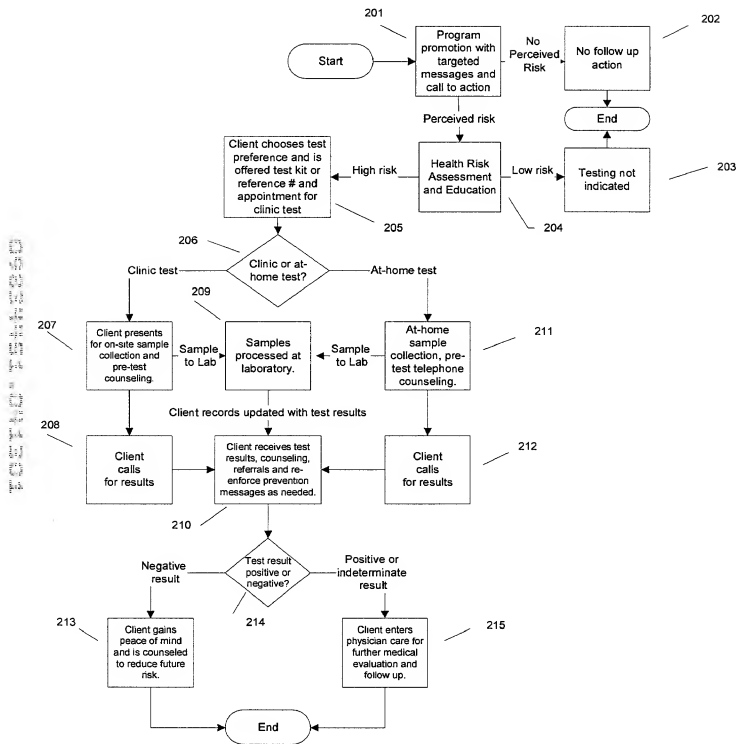 201
202
Start
Program
promotion with
targeted
messages and
call to action
No
Perceived
Risk
No follow up
action
End
Perceived risk
Client chooses test
preference and is
offered test kit or
reference # and
appointment for
clinic test
High risk
Health Risk
Assessment
and Education
Low risk
Testing not
indicated
203
205
204
206
Clinic or at-
home test?
Clinic test
At-home test
209
207
Client presents
for on-site sample
collection and
pre-test
counseling.
Sample
to Lab
Samples
processed at
laboratory.
Sample
to Lab
At-home
sample
collection, pre-
test telephone
counseling.
211
Client records updated with test results
208
Client
calls
for results
Client receives test
results, counseling,
referrals and re-
enforce prevention
messages as needed.
Client
calls
for results
212
210
Negative
result
Test result
positive or
negative?
Positive or
indeterminate
result
214
213
Client gains
peace of mind
and is counseled
to reduce future
risk.
Client enters
physician care for
further medical
evaluation and
follow up.
215
End